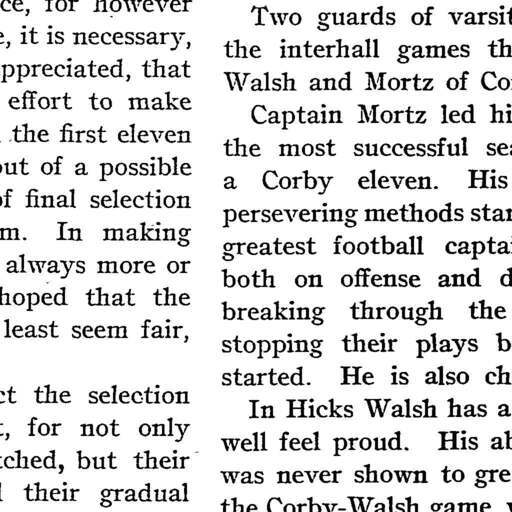 ce, for however
e, it is necessary,
ppreciated, that
effort to make
the first eleven
out of a possible
of final selection
m. In making
always more or
hoped that the
least seem fair,
ct the selection
t, for not only
tched, but their
l their gradual
Two guards of varsit
the interhall games th
Walsh and Mortz of Co
Captain Mortz led hi
the most successful se
a Corby eleven. His
persevering methods star
greatest football capta
both on offense and d
breaking through the
stopping their plays b
started. He is also ch
In Hicks Walsh has a
well feel proud. His ab
was never shown to gre
the Corby-Walsh game,